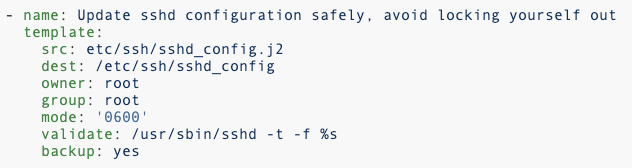 - name: Update sshd configuration safely, avoid locking yourself out
  template:
    src: etc/ssh/sshd_config.j2
    dest: /etc/ssh/sshd_config
    owner: root
    group: root
    mode: '0600'
    validate: /usr/sbin/sshd -t -f %s
    backup: yes